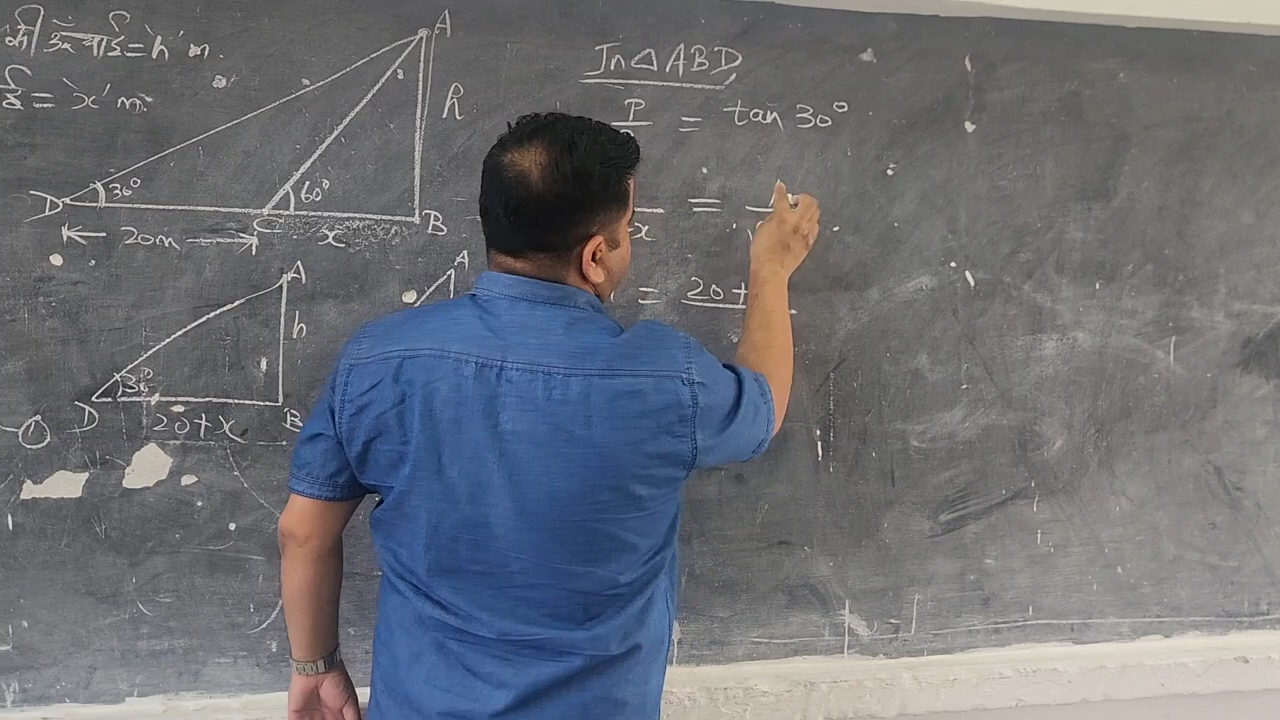 ऊँचाई = 'h' m.
= 'x' m.
A
h
30°
60°
D
C
B
20m
x
In △ABD
P
= tan 30°
=
x
= 20+
A
h
30°
D
20+x
B
A